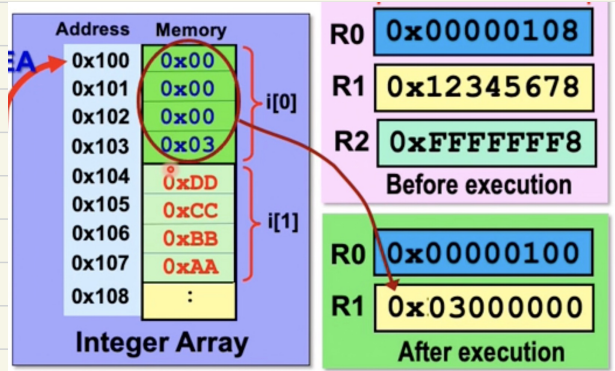 EA
Address Memory
0x100 0x00
0x101 0x00
0x102 0x00
0x103 0x03
i[0]
0x104 0xDD
0x105 0xCC
0x106 0xBB
0x107 0xAA
i[1]
0x108 :
Integer Array
R0 0x00000108
R1 0x12345678
R2 0xFFFFFFF8
Before execution
R0 0x00000100
R1 0x03000000
After execution